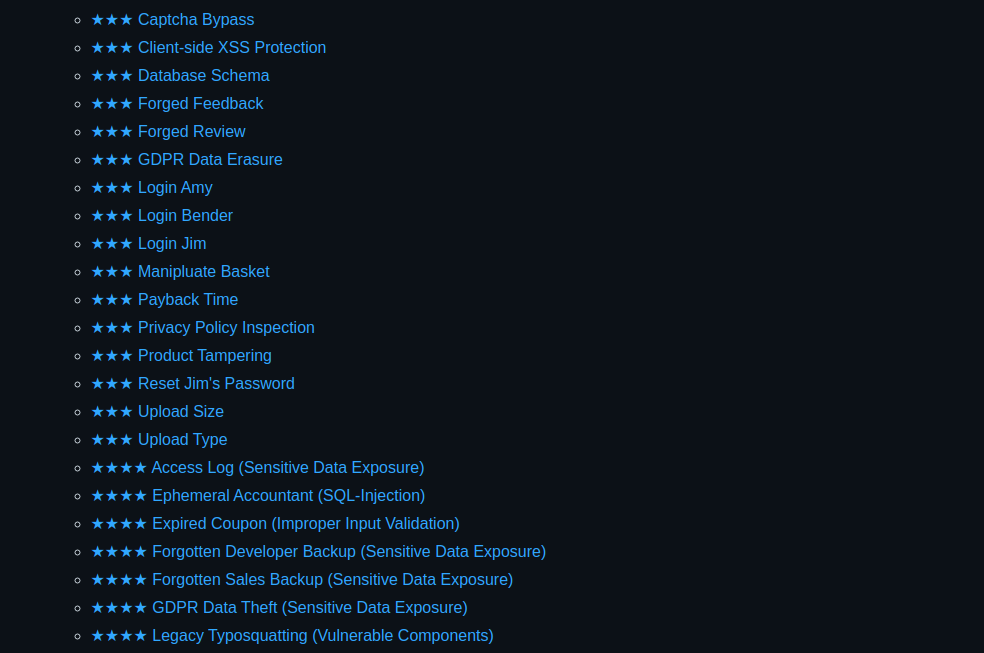 ★★★ Captcha Bypass
★★★ Client-side XSS Protection
★★★ Database Schema
★★★ Forged Feedback
★★★ Forged Review
★★★ GDPR Data Erasure
★★★ Login Amy
★★★ Login Bender
★★★ Login Jim
★★★ Manipluate Basket
★★★ Payback Time
★★★ Privacy Policy Inspection
★★★ Product Tampering
★★★ Reset Jim's Password
★★★ Upload Size
★★★ Upload Type
★★★★ Access Log (Sensitive Data Exposure)
★★★★ Ephemeral Accountant (SQL-Injection)
★★★★ Expired Coupon (Improper Input Validation)
★★★★ Forgotten Developer Backup (Sensitive Data Exposure)
★★★★ Forgotten Sales Backup (Sensitive Data Exposure)
★★★★ GDPR Data Theft (Sensitive Data Exposure)
★★★★ Legacy Typosquatting (Vulnerable Components)